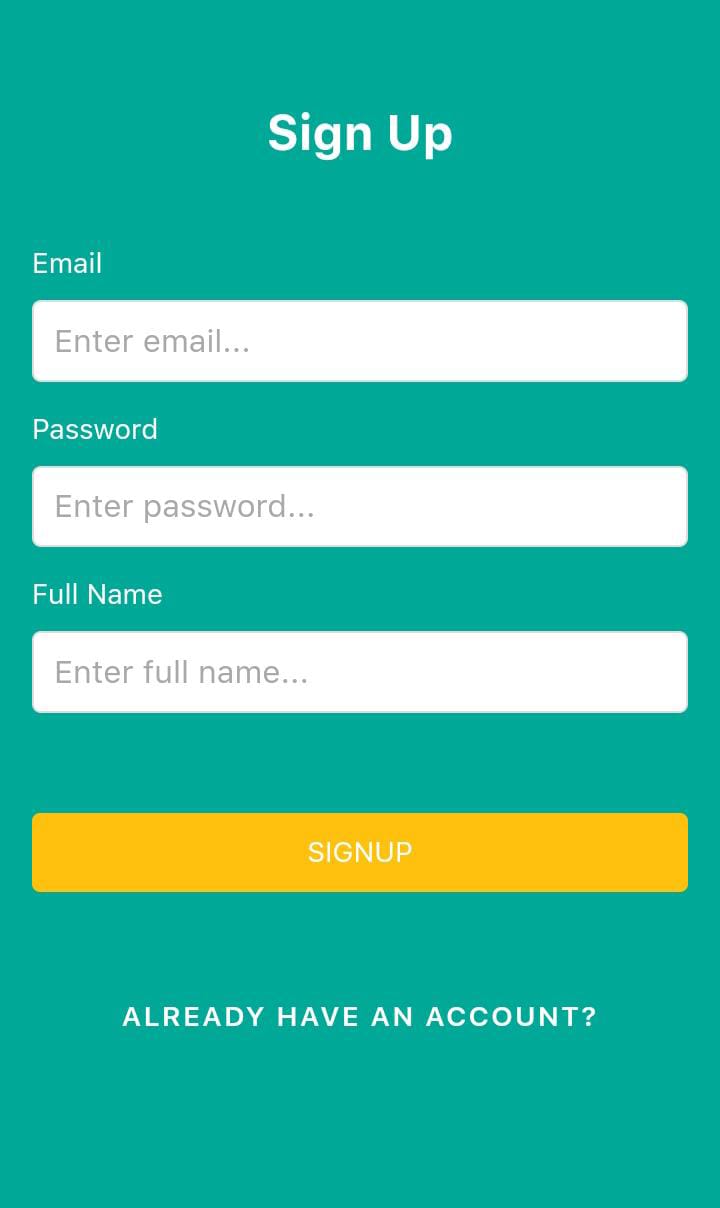 Sign Up
Email
Enter email...
Password
Enter password...
Full Name
Enter full name...
SIGNUP
ALREADY HAVE AN ACCOUNT?